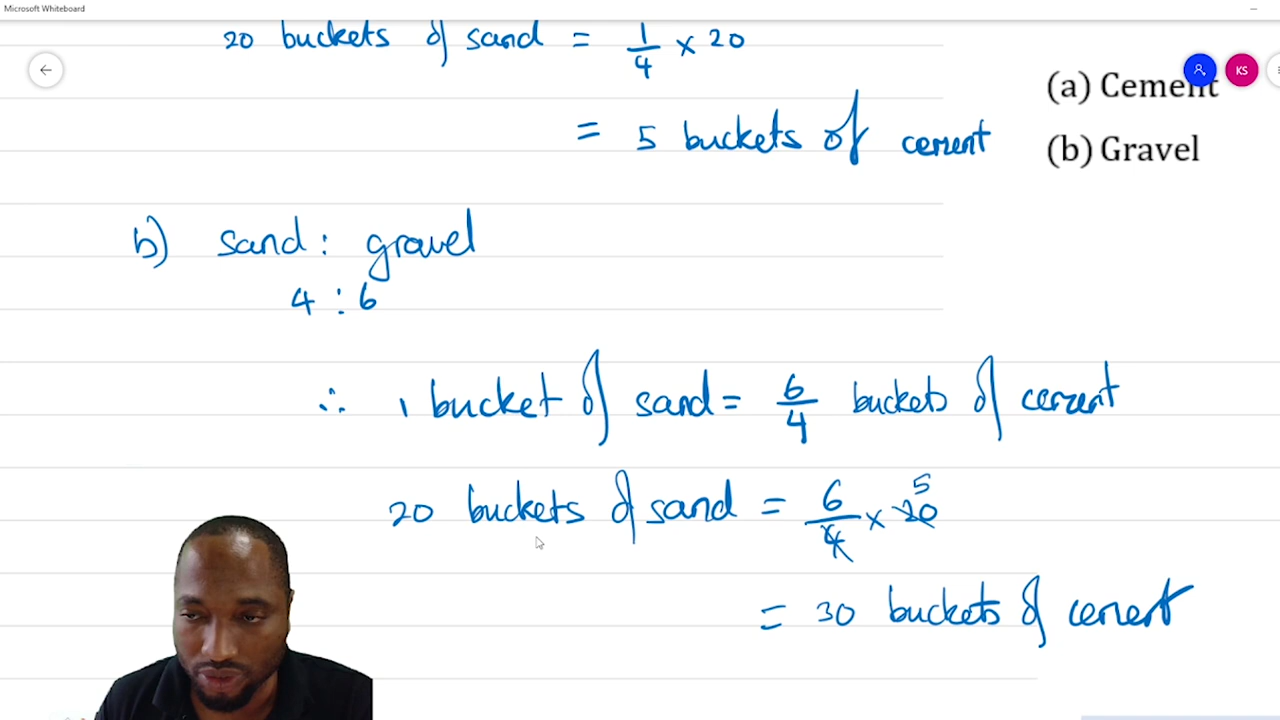 Microsoft Whiteboard
20 buckets of sand = 1/4 × 20
KS
(a) Cement
= 5 buckets of cement
(b) Gravel
b) sand : gravel
4 : 6
∴ 1 bucket of sand = 6/4 buckets of cement
5
20 buckets of sand = 6/4 × 20
= 30 buckets of cement